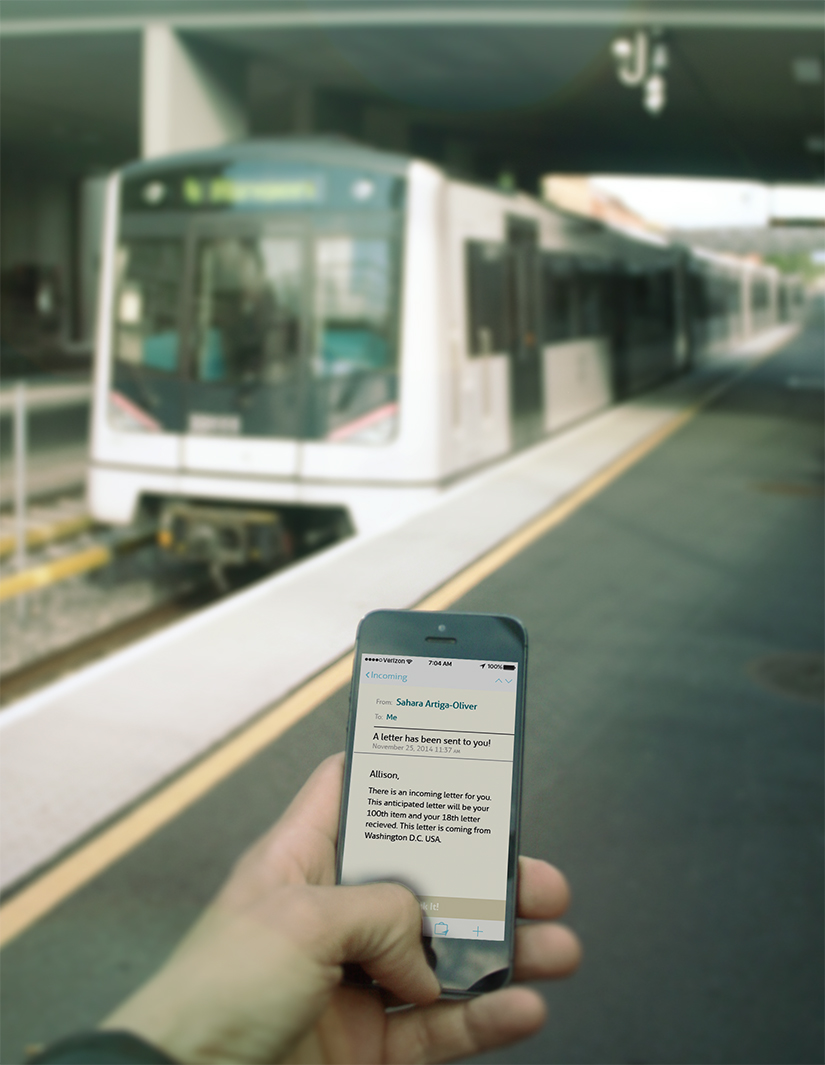 Verizon 7:04 AM 100%
Incoming
From: Sahara Artiga-Oliver
To: Me
A letter has been sent to you!
November 25, 2014 11:37 AM
Allison,
There is an incoming letter for you.
This anticipated letter will be your
100th item and your 18th letter
recieved. This letter is coming from
Washington D.C. USA.
It!